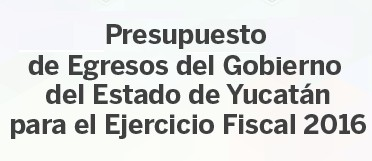 Presupuesto
de Egresos del Gobierno
del Estado de Yucatán
para el Ejercicio Fiscal 2016